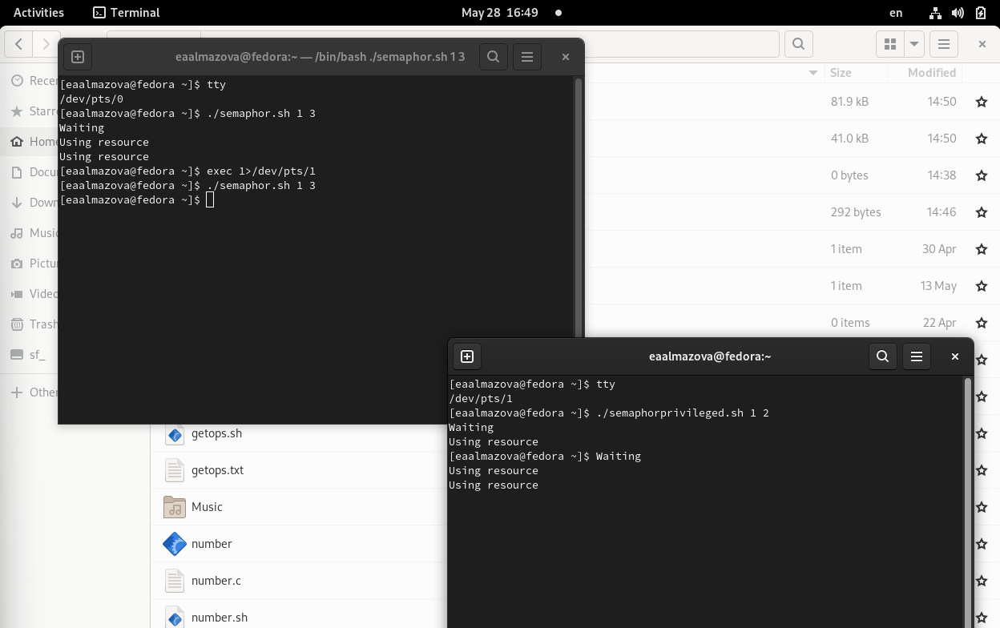 Activities
Terminal
May 28 16:49
en
eaalmazova@fedora:~ — /bin/bash ./semaphor.sh 1 3
[eaalmazova@fedora ~]$ tty
/dev/pts/0
[eaalmazova@fedora ~]$ ./semaphor.sh 1 3
Waiting
Using resource
Using resource
[eaalmazova@fedora ~]$ exec 1>/dev/pts/1
[eaalmazova@fedora ~]$ ./semaphor.sh 1 3
[eaalmazova@fedora ~]$
Rece
Starr
Home
Docu
Down
Music
Pictu
Video
Trash
sf_
Other
Size Modified
81.9 kB 14:50
41.0 kB 14:50
0 bytes 14:38
292 bytes 14:46
1 item 30 Apr
1 item 13 May
0 items 22 Apr
eaalmazova@fedora:~
[eaalmazova@fedora ~]$ tty
/dev/pts/1
[eaalmazova@fedora ~]$ ./semaphorprivileged.sh 1 2
Waiting
Using resource
[eaalmazova@fedora ~]$ Waiting
Using resource
Using resource
getops.sh
getops.txt
Music
number
number.c
number.sh